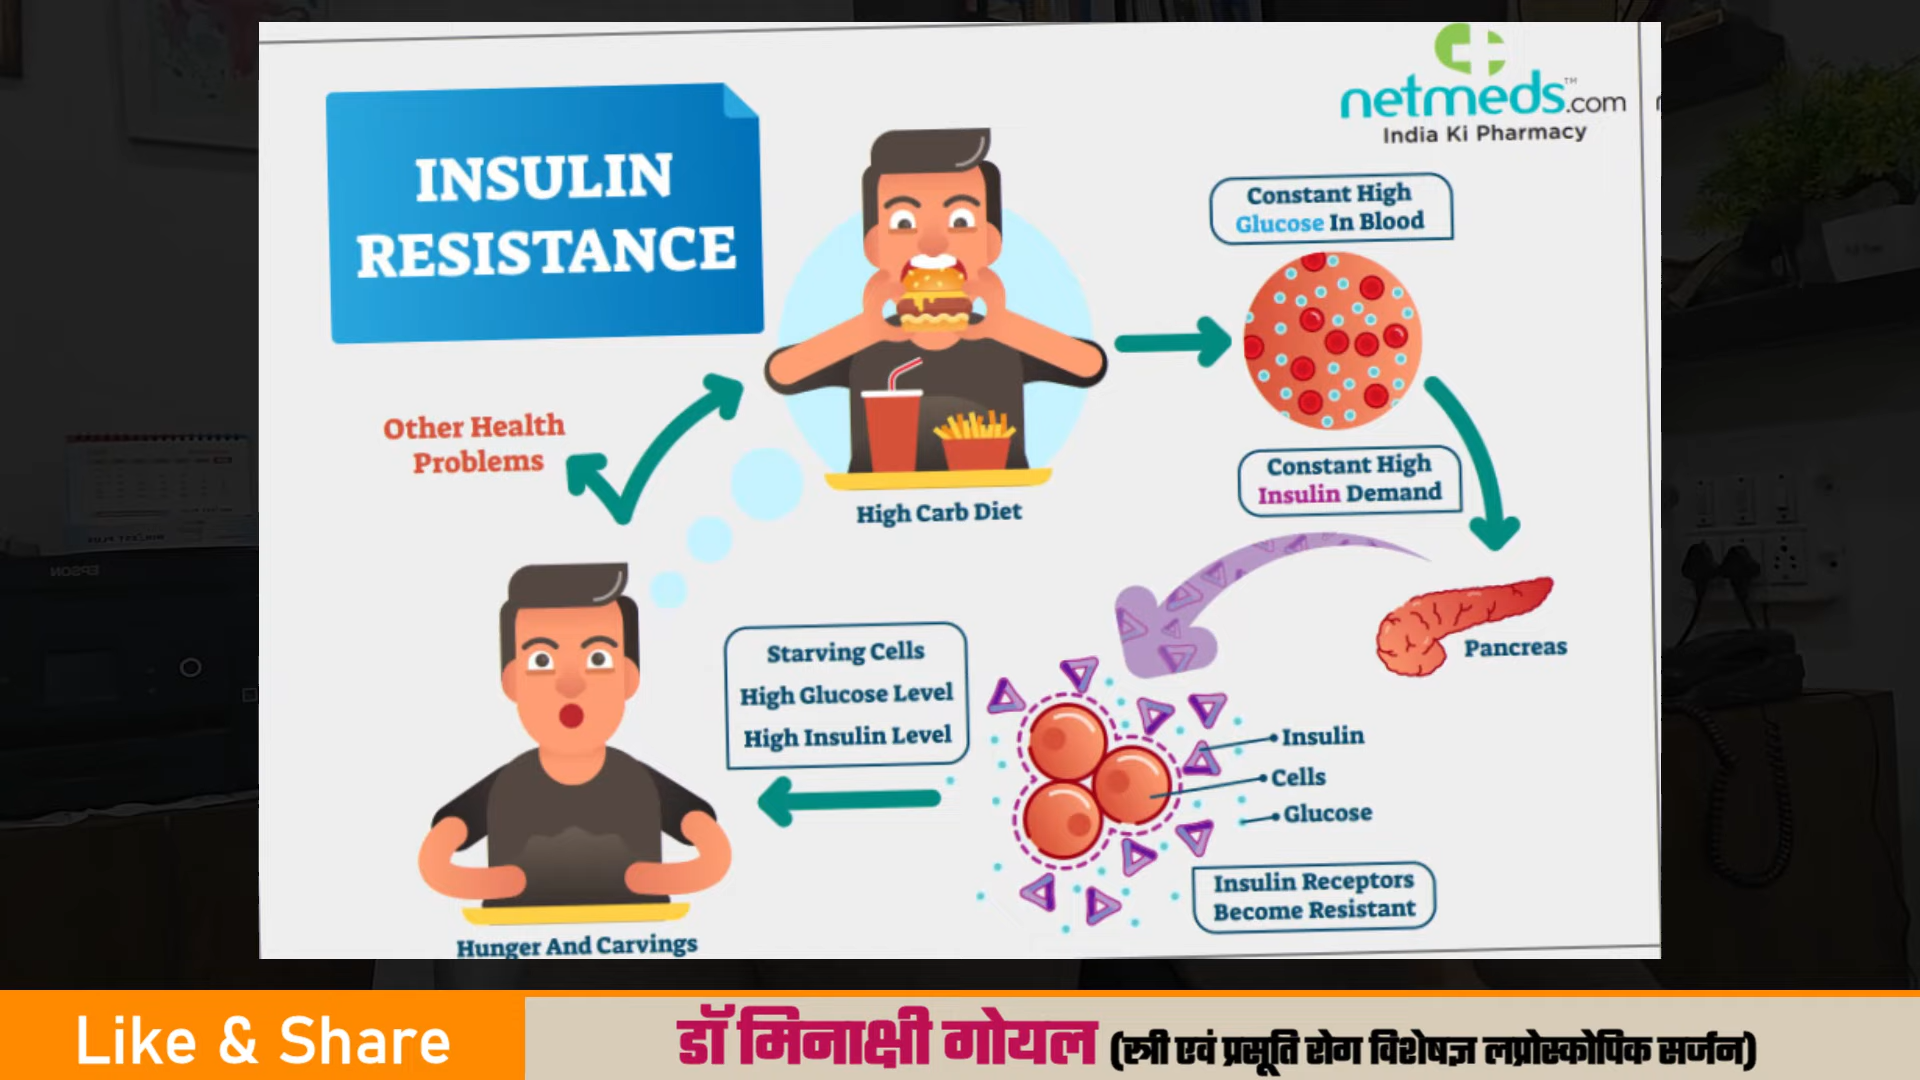 netmeds.com
TM
India Ki Pharmacy
INSULIN
RESISTANCE
Constant High
Glucose In Blood
Other Health
Problems
High Carb Diet
Constant High
Insulin Demand
Pancreas
Starving Cells
High Glucose Level
High Insulin Level
Insulin
Cells
Glucose
Insulin Receptors
Become Resistant
Hunger And Carvings
EPSON
Like & Share
डॉ मिनाक्षी गोयल (स्त्री एवं प्रसूति रोग विशेषज्ञ लप्रोस्कोपिक सर्जन)